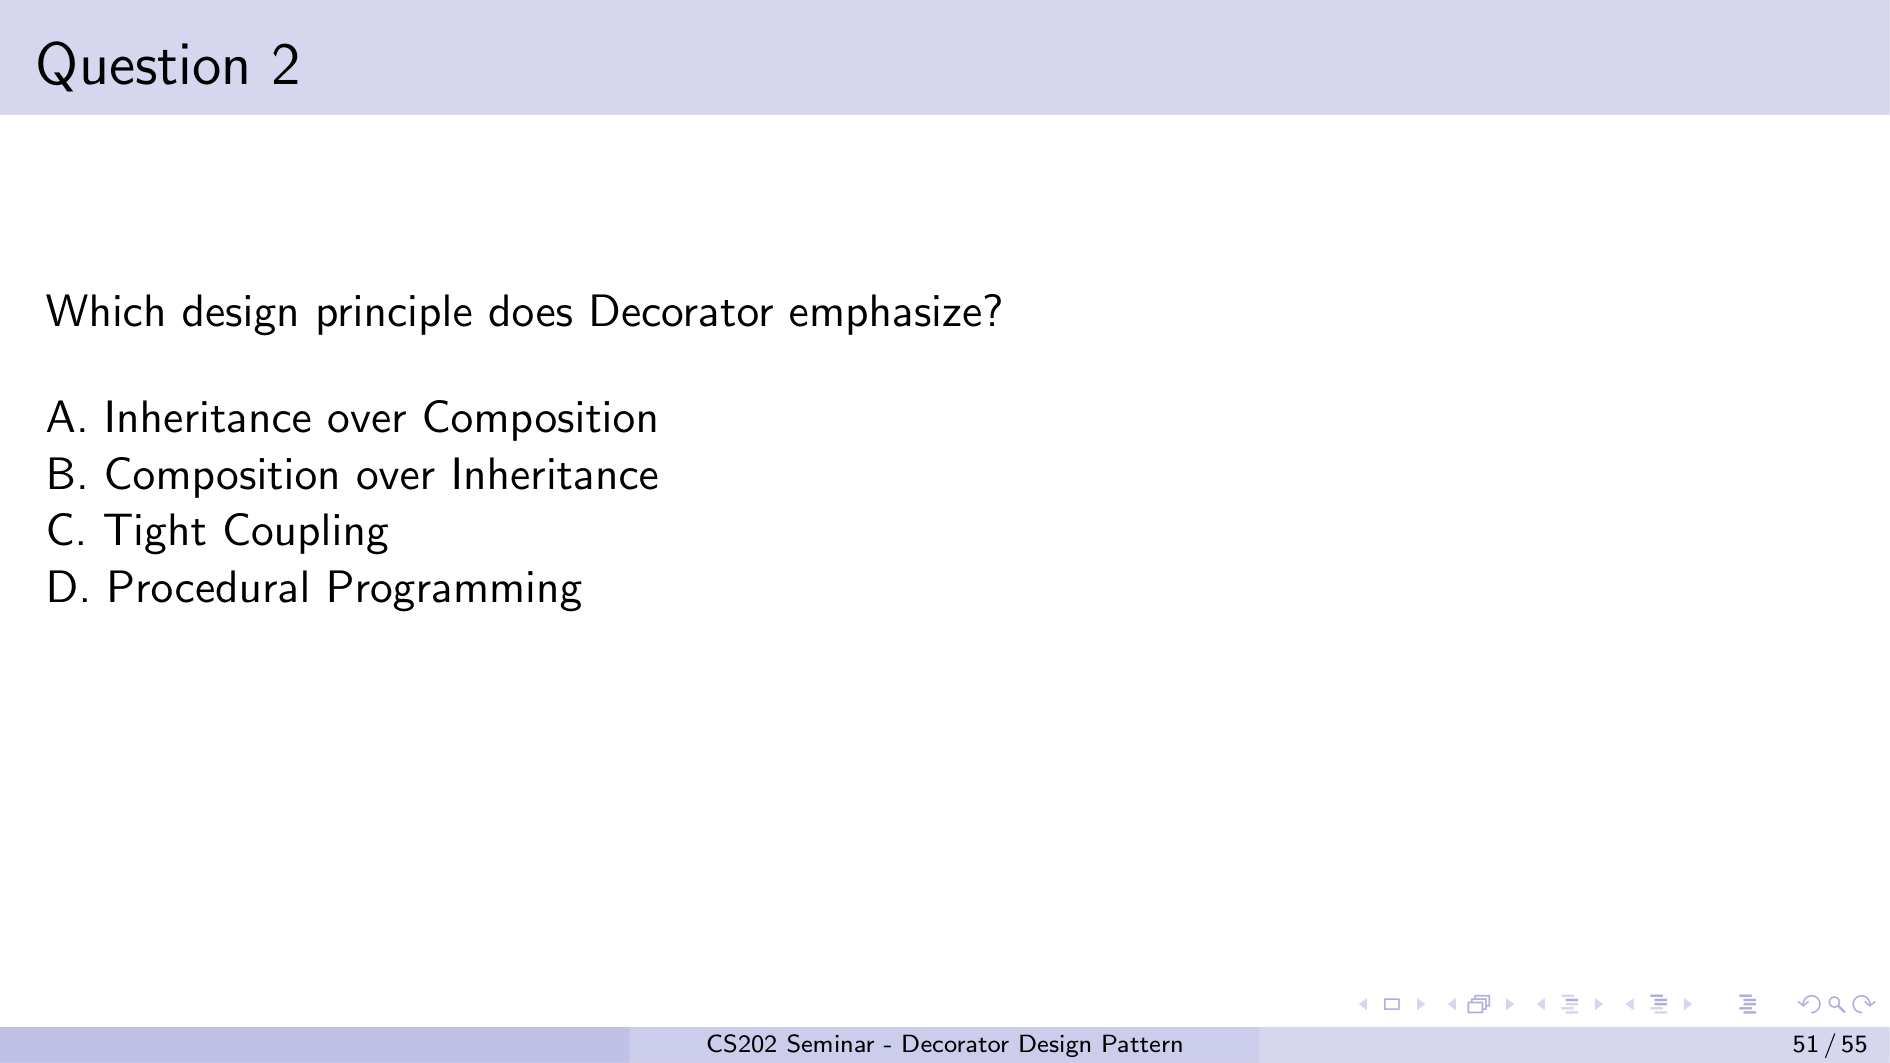 Question 2
Which design principle does Decorator emphasize?
A. Inheritance over Composition
B. Composition over Inheritance
C. Tight Coupling
D. Procedural Programming
CS202 Seminar - Decorator Design Pattern
51 / 55